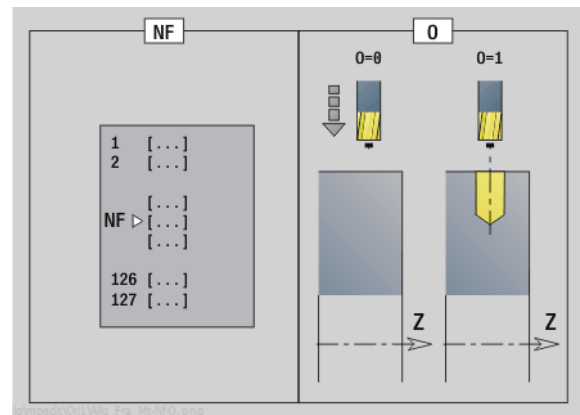 NF
O
O=0 O=1
1 [...]
2 [...]
[...]
NF [...]
[...]
126 [...]
127 [...]
Z Z